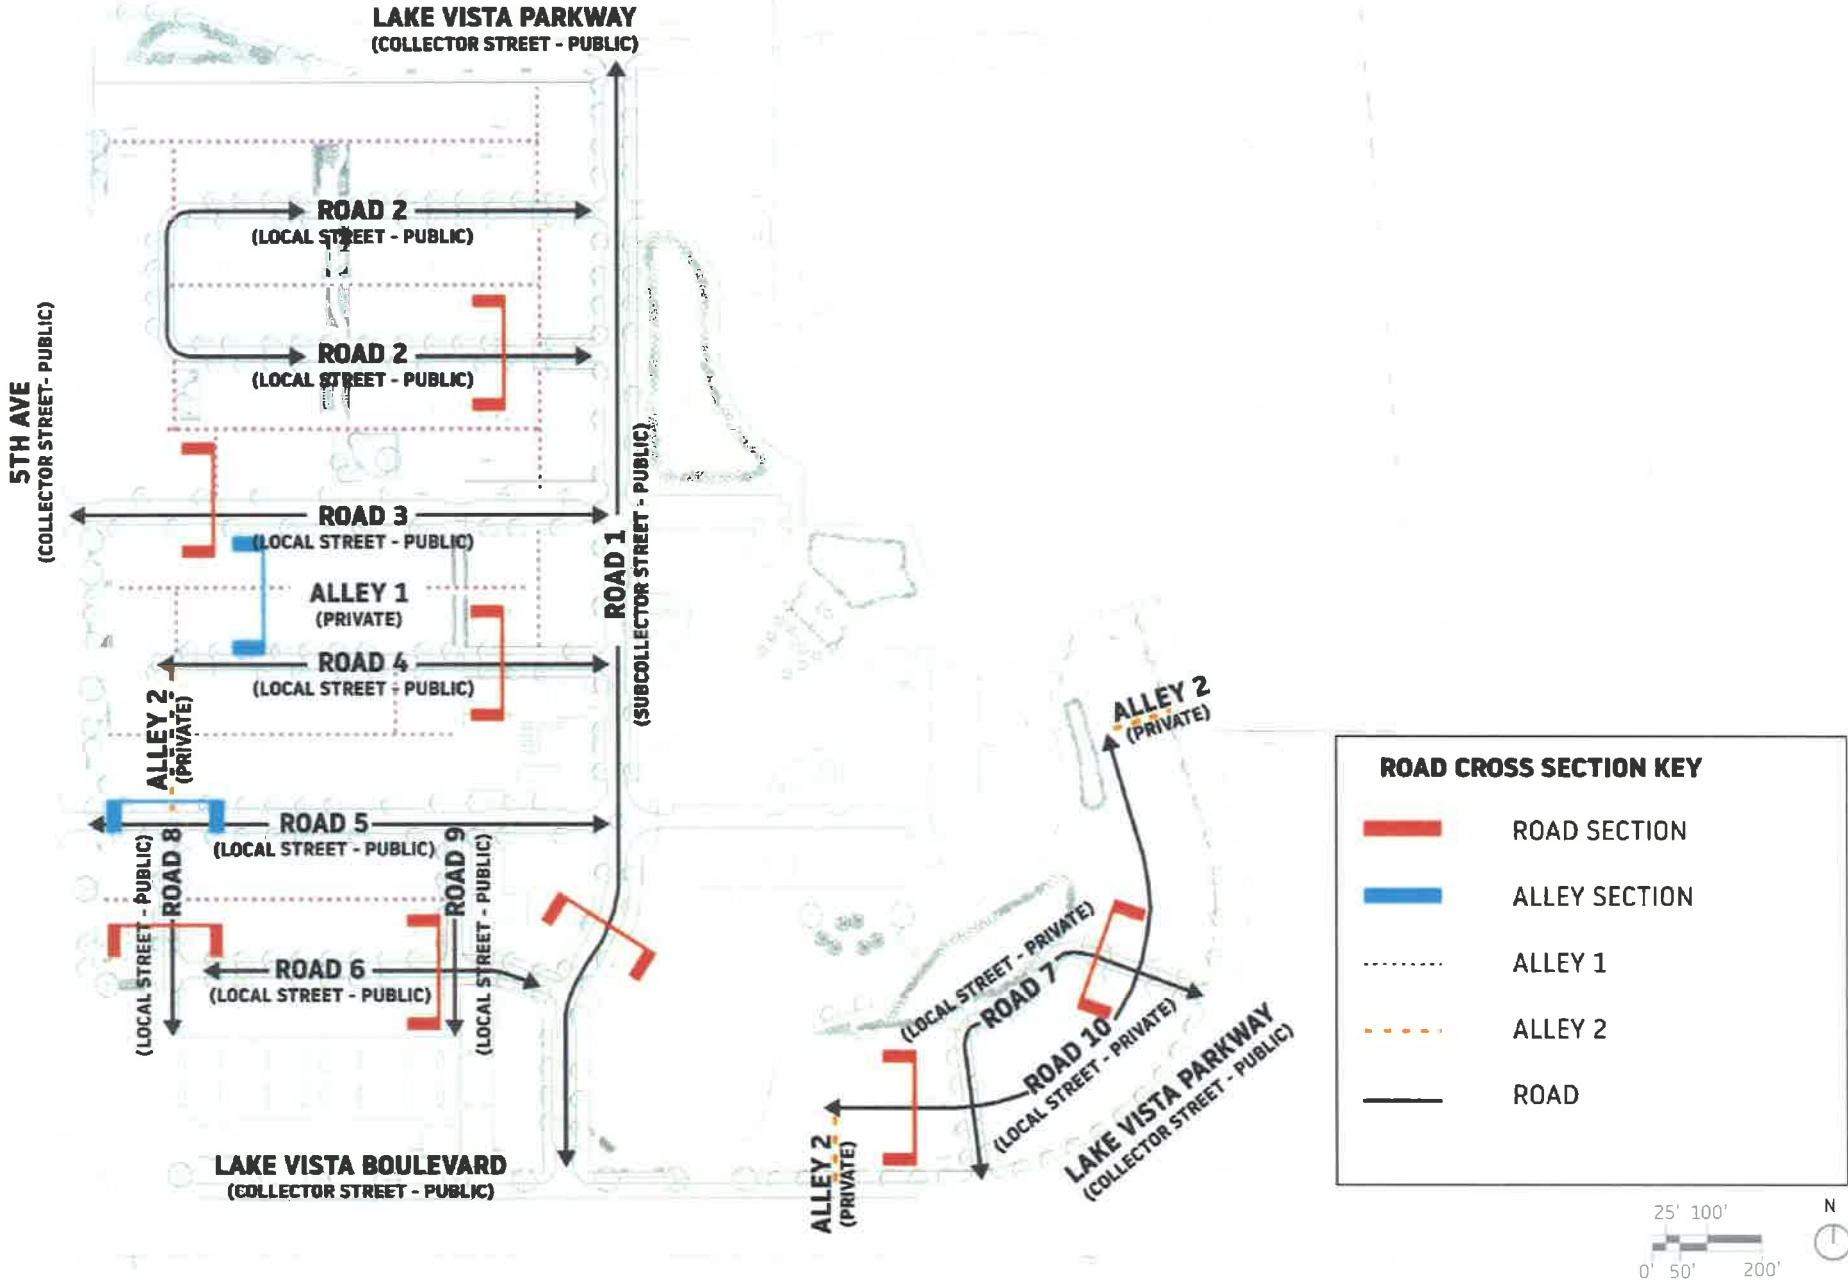 LAKE VISTA PARKWAY
(COLLECTOR STREET - PUBLIC)
ROAD 2
(LOCAL STREET - PUBLIC)
ROAD 2
(LOCAL STREET - PUBLIC)
5TH AVE
(COLLECTOR STREET- PUBLIC)
ROAD 3
(LOCAL STREET - PUBLIC)
ALLEY 1
(PRIVATE)
ROAD 1
(SUBCOLLECTOR STREET - PUBLIC)
ROAD 4
(LOCAL STREET - PUBLIC)
ALLEY 2
(PRIVATE)
ROAD 5
(LOCAL STREET - PUBLIC)
ROAD 8
(LOCAL STREET - PUBLIC)
ROAD 9
(LOCAL STREET - PUBLIC)
ROAD 6
(LOCAL STREET - PUBLIC)
LAKE VISTA BOULEVARD
(COLLECTOR STREET - PUBLIC)
ALLEY 2
(PRIVATE)
(LOCAL STREET - PRIVATE)
ROAD 7
ROAD 10
(LOCAL STREET - PRIVATE)
LAKE VISTA PARKWAY
(COLLECTOR STREET - PUBLIC)
ALLEY 2
(PRIVATE)
ROAD CROSS SECTION KEY
ROAD SECTION
ALLEY SECTION
ALLEY 1
ALLEY 2
ROAD
25' 100'
0' 50' 200'
N